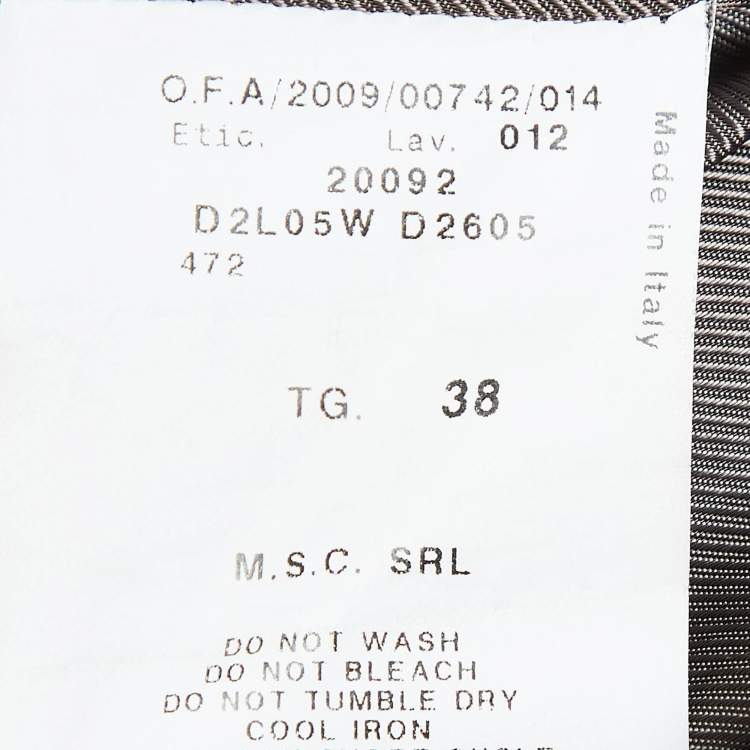 O.F.A/2009/00742/014
Etic. Lav. 012
20092
D2L05W D2605
472
TG. 38
M.S.C. SRL
DO NOT WASH
DO NOT BLEACH
DO NOT TUMBLE DRY
COOL IRON
Made in Italy